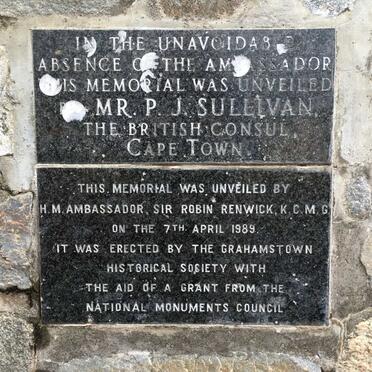 IN THE UNAVOIDABLE
ABSENCE OF THE AMBASSADOR
THIS MEMORIAL WAS UNVEILED
BY MR. P. J. SULLIVAN,
THE BRITISH CONSUL,
CAPE TOWN.
THIS MEMORIAL WAS UNVEILED BY
H.M. AMBASSADOR, SIR ROBIN RENWICK, K.C.M.G
ON THE 7TH APRIL 1989.
IT WAS ERECTED BY THE GRAHAMSTOWN
HISTORICAL SOCIETY WITH
THE AID OF A GRANT FROM THE
NATIONAL MONUMENTS COUNCIL